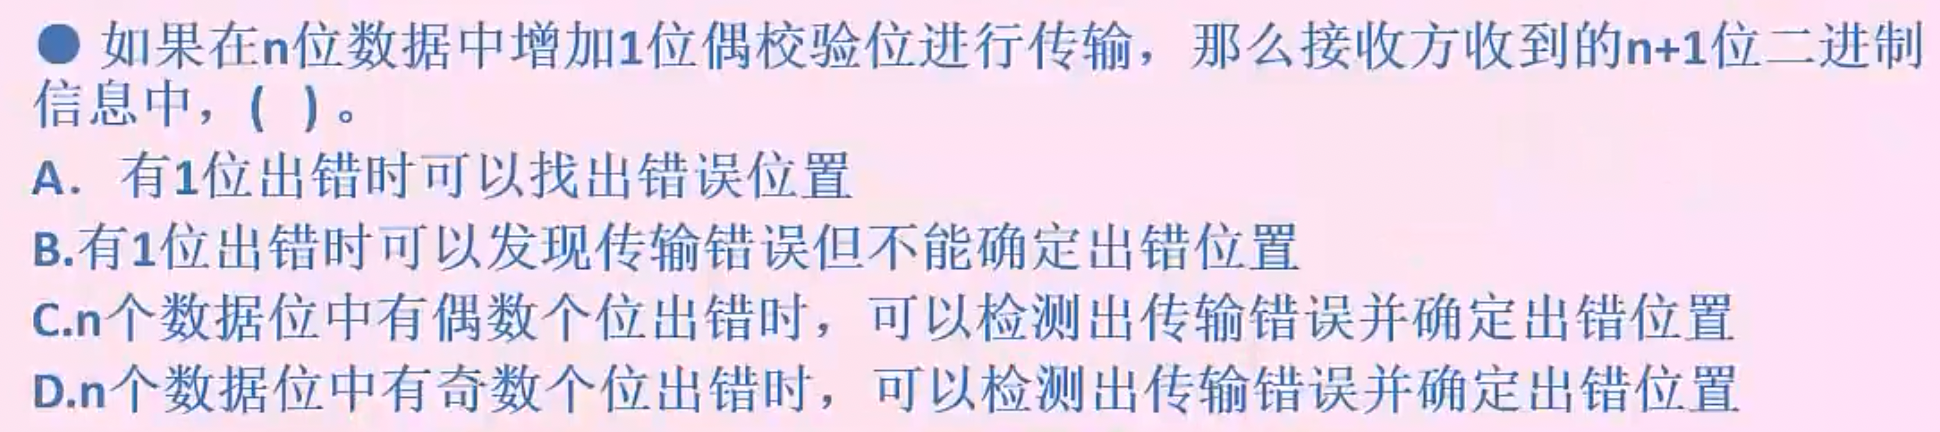 ● 如果在n位数据中增加1位偶校验位进行传输，那么接收方收到的n+1位二进制
信息中，( )。
A. 有1位出错时可以找出错误位置
B.有1位出错时可以发现传输错误但不能确定出错位置
C.n个数据位中有偶数个位出错时，可以检测出传输错误并确定出错位置
D.n个数据位中有奇数个位出错时，可以检测出传输错误并确定出错位置